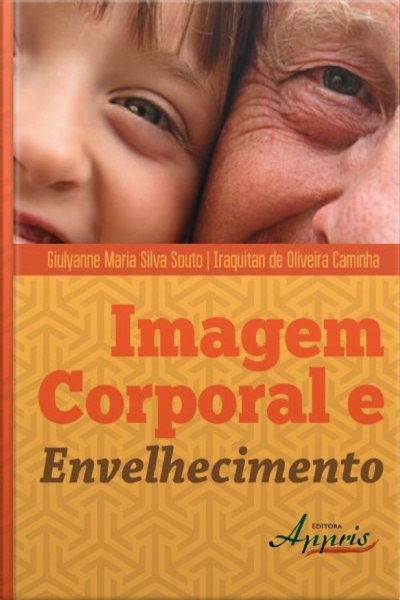 Giulyanne Maria Silva Souto | Iraquitan de Oliveira Caminha
Imagem
Corporal e
Envelhecimento
EDITORA
Appris